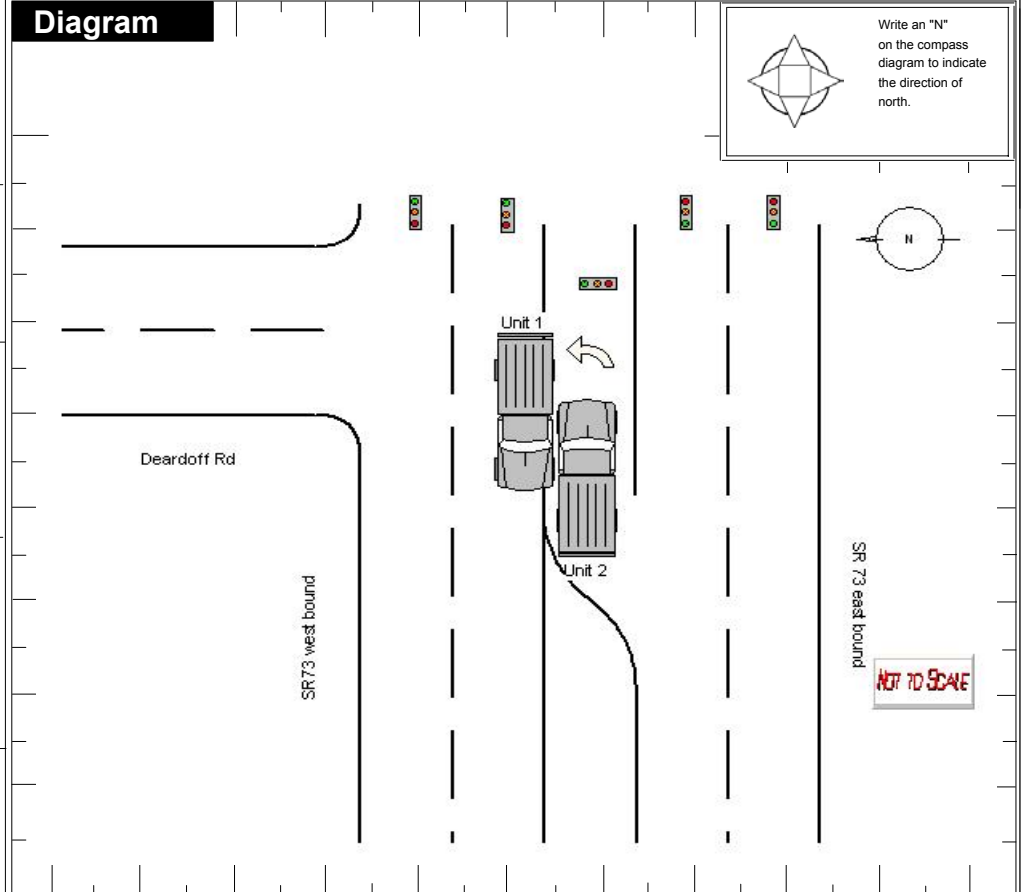 Diagram
Write an "N"
on the compass
diagram to indicate
the direction of
north.
N
Unit 1
Deardoff Rd
Unit 2
SR73 west bound
SR 73 east bound
NOT TO SCALE